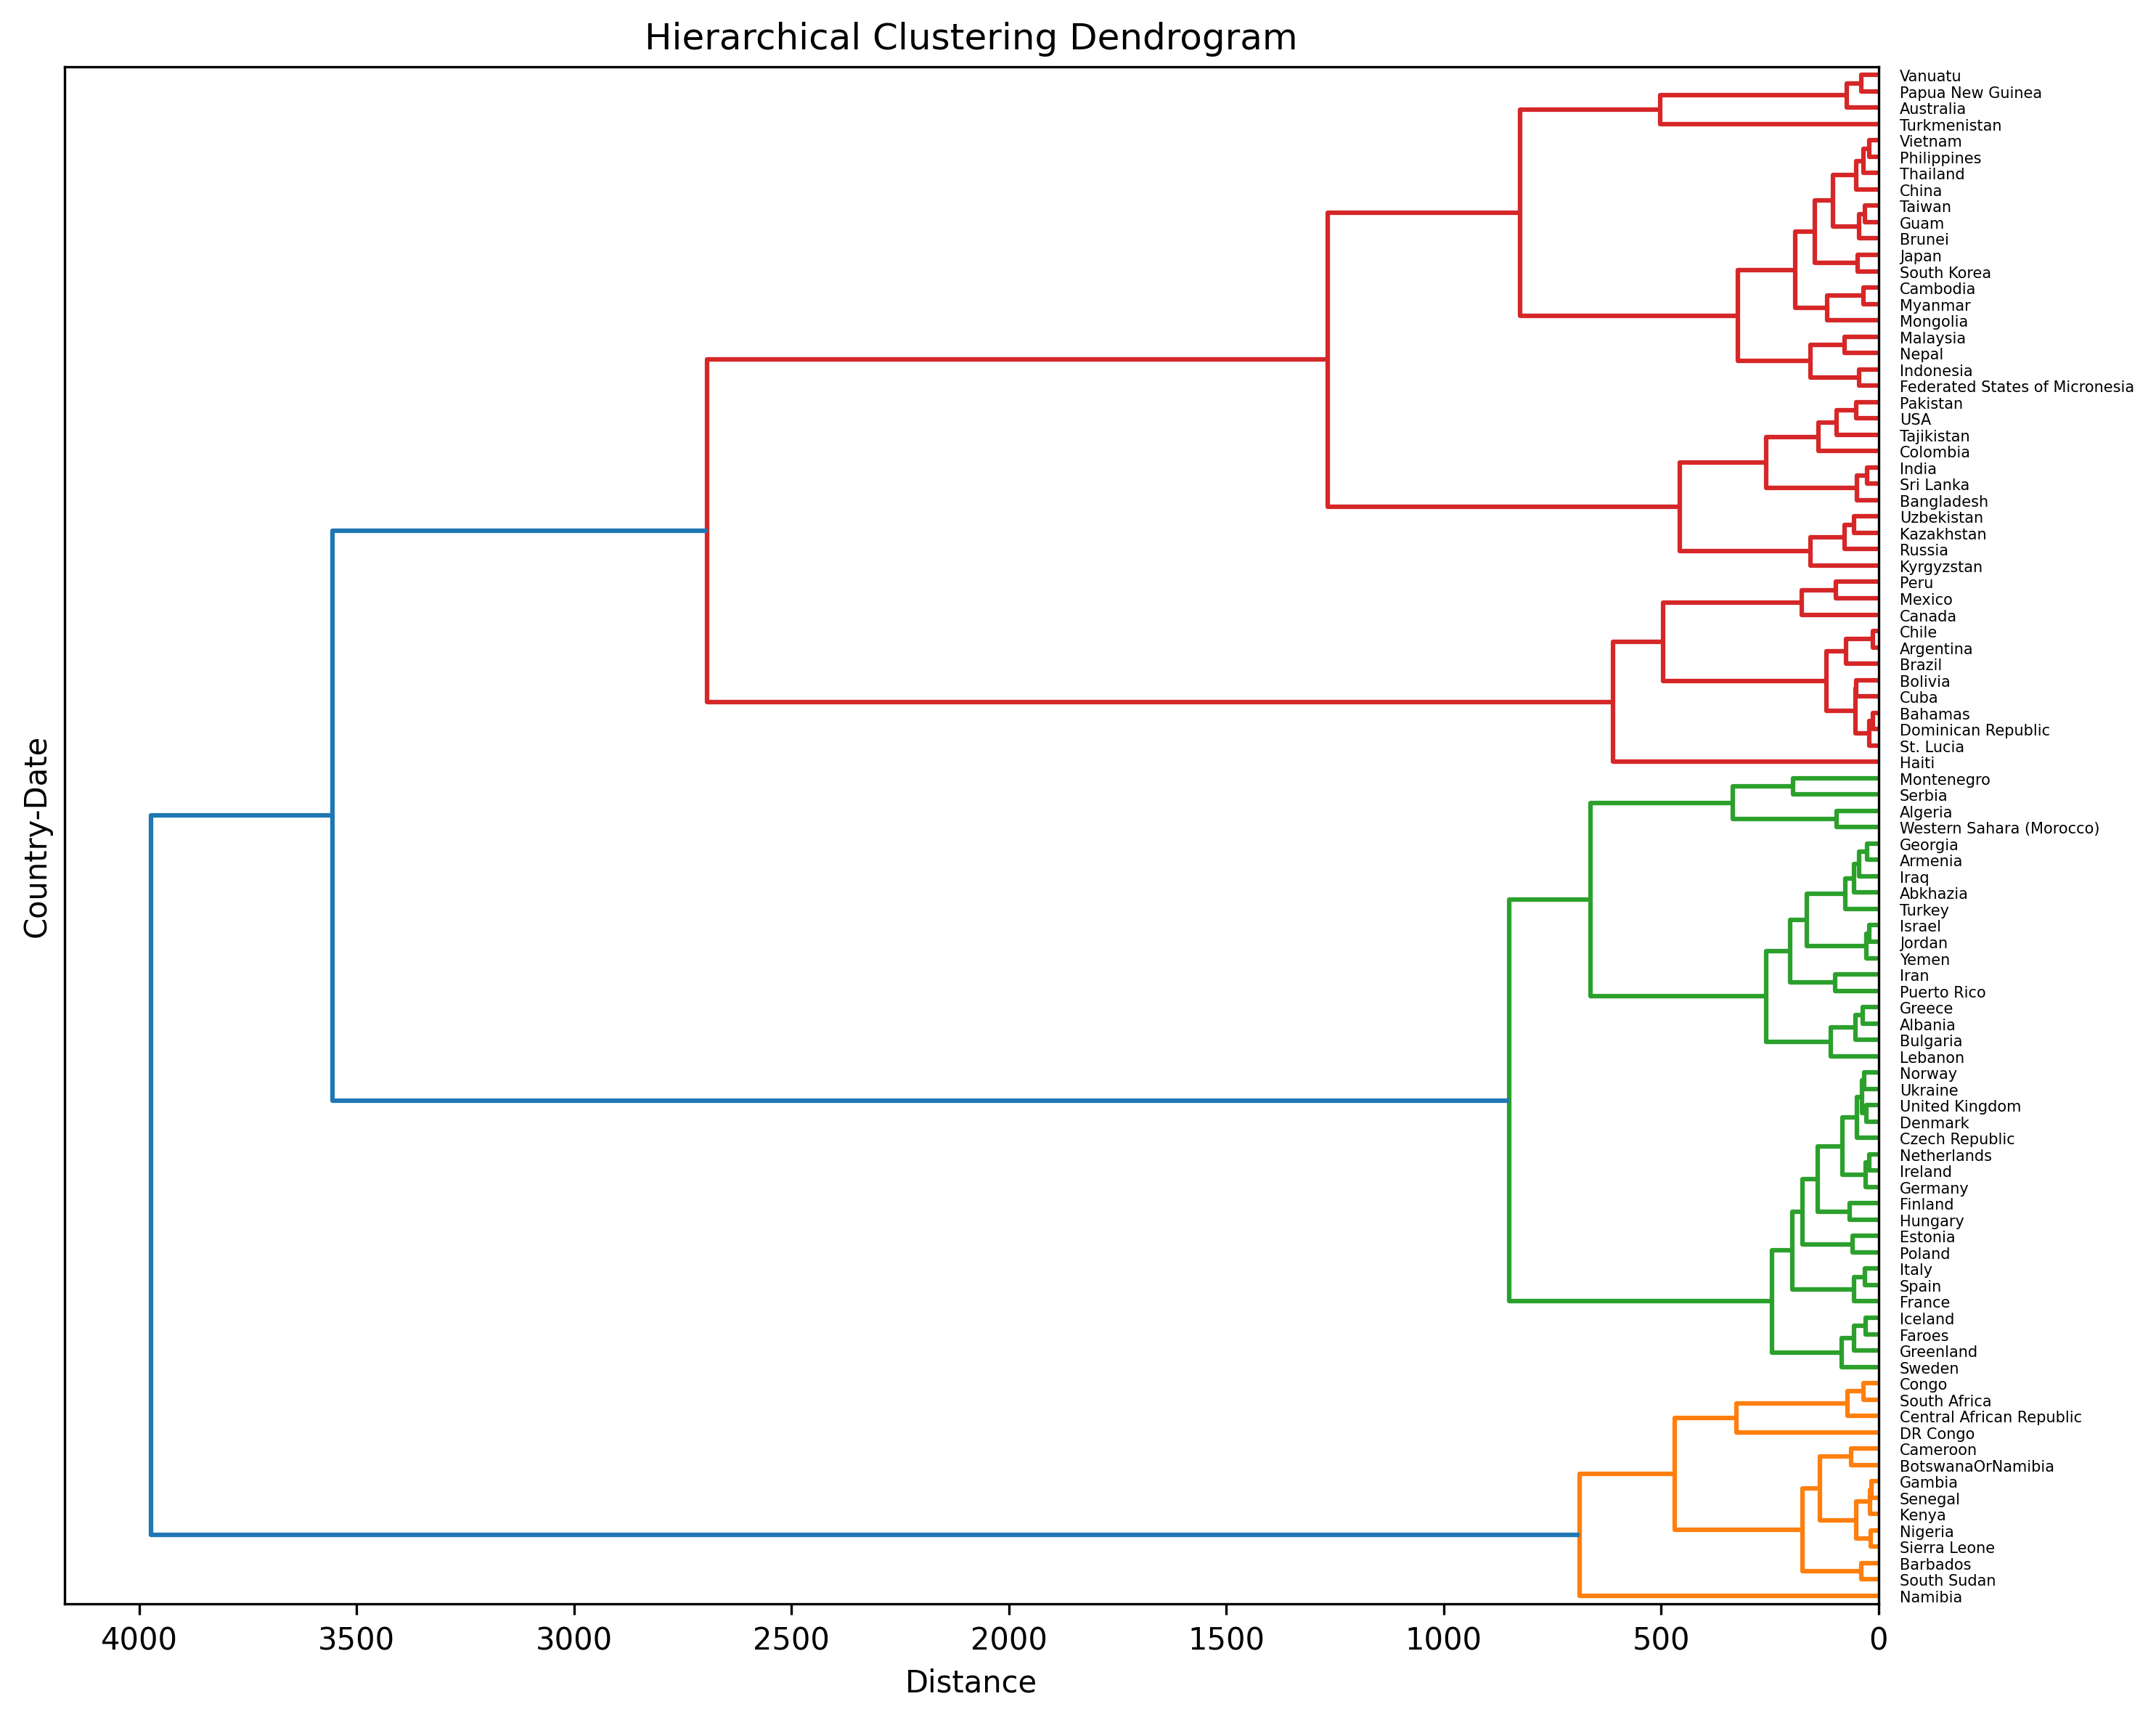 Hierarchical Clustering Dendrogram
Vanuatu
Papua New Guinea
Australia
Turkmenistan
Vietnam
Philippines
Thailand
China
Taiwan
Guam
Brunei
Japan
South Korea
Cambodia
Myanmar
Mongolia
Malaysia
Nepal
Indonesia
Federated States of Micronesia
Pakistan
USA
Tajikistan
Colombia
India
Sri Lanka
Bangladesh
Uzbekistan
Kazakhstan
Russia
Kyrgyzstan
Peru
Mexico
Canada
Chile
Argentina
Brazil
Bolivia
Cuba
Bahamas
Dominican Republic
St. Lucia
Haiti
Montenegro
Serbia
Algeria
Western Sahara (Morocco)
Georgia
Armenia
Iraq
Abkhazia
Turkey
Israel
Jordan
Yemen
Iran
Puerto Rico
Greece
Albania
Bulgaria
Lebanon
Norway
Ukraine
United Kingdom
Denmark
Czech Republic
Netherlands
Ireland
Germany
Finland
Hungary
Estonia
Poland
Italy
Spain
France
Iceland
Faroes
Greenland
Sweden
Congo
South Africa
Central African Republic
DR Congo
Cameroon
BotswanaOrNamibia
Gambia
Senegal
Kenya
Nigeria
Sierra Leone
Barbados
South Sudan
Namibia
Country-Date
4000 3500 3000 2500 2000 1500 1000 500 0
Distance